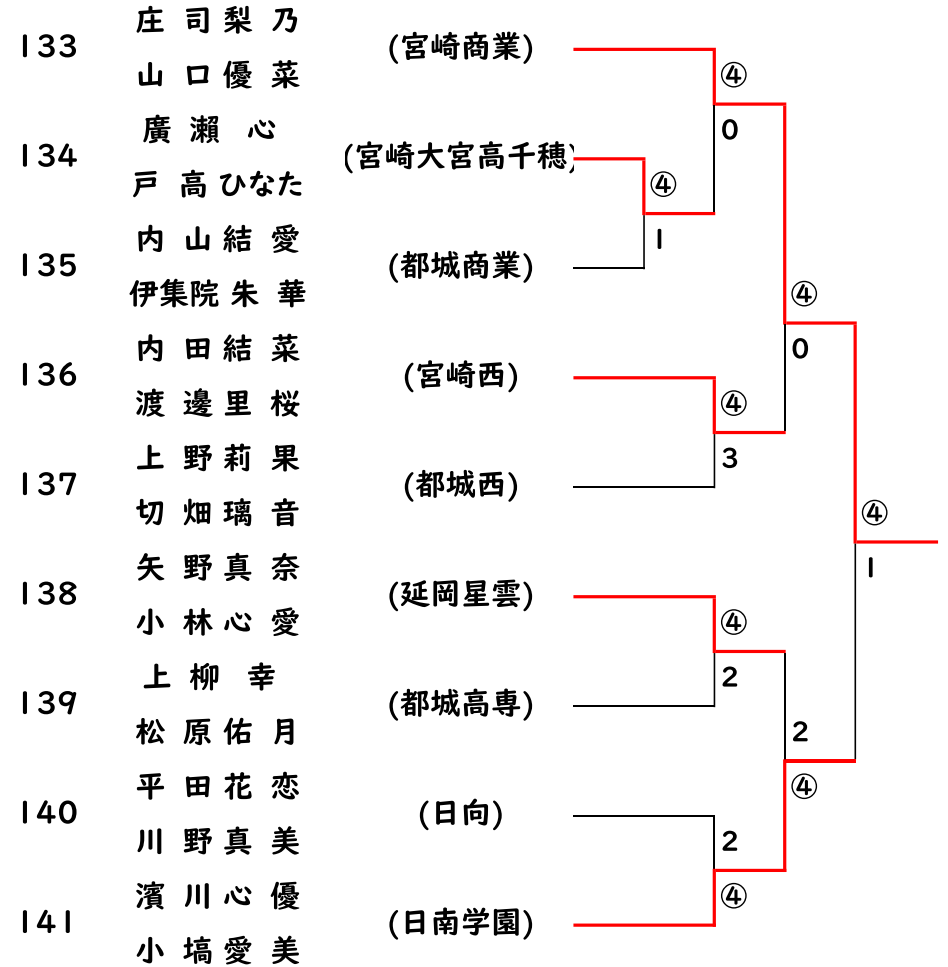 庄 司 梨 乃
133 (宮崎商業)
山 口 優 菜
④
0
廣 瀬 心
134 (宮崎大宮高千穂)
戸 高 ひなた
④
1
内 山 結 愛
135 (都城商業)
伊集院 朱 華
④
0
内 田 結 菜
136 (宮崎西)
渡 邊 里 桜
④
3
上 野 莉 果
137 (都城西)
切 畑 璃 音
④
1
矢 野 真 奈
138 (延岡星雲)
小 林 心 愛
④
2
上 柳 幸
139 (都城高専)
松 原 佑 月
2
④
平 田 花 恋
140 (日向)
川 野 真 美
2
④
濱 川 心 優
141 (日南学園)
小 塙 愛 美